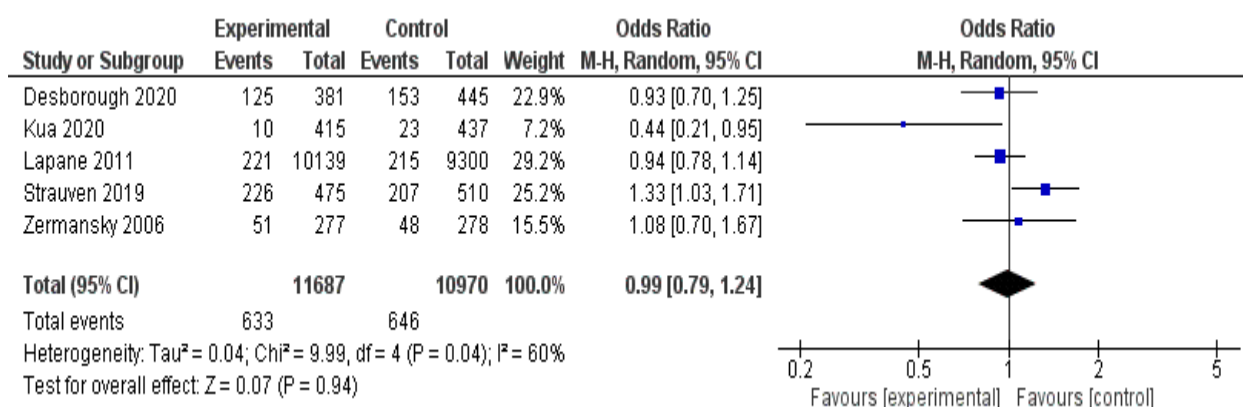 Experimental Control Odds Ratio Odds Ratio
Study or Subgroup Events Total Events Total Weight M-H, Random, 95% CI M-H, Random, 95% CI
Desborough 2020 125 381 153 445 22.9% 0.93 [0.70, 1.25]
Kua 2020 10 415 23 437 7.2% 0.44 [0.21, 0.95]
Lapane 2011 221 10139 215 9300 29.2% 0.94 [0.78, 1.14]
Strauven 2019 226 475 207 510 25.2% 1.33 [1.03, 1.71]
Zermansky 2006 51 277 48 278 15.5% 1.08 [0.70, 1.67]
Total (95% CI) 11687 10970 100.0% 0.99 [0.79, 1.24]
Total events 633 646
Heterogeneity: Tau² = 0.04; Chi² = 9.99, df = 4 (P = 0.04); I² = 60%
Test for overall effect: Z = 0.07 (P = 0.94)
0.2 0.5 1 2 5
Favours [experimental] Favours [control]